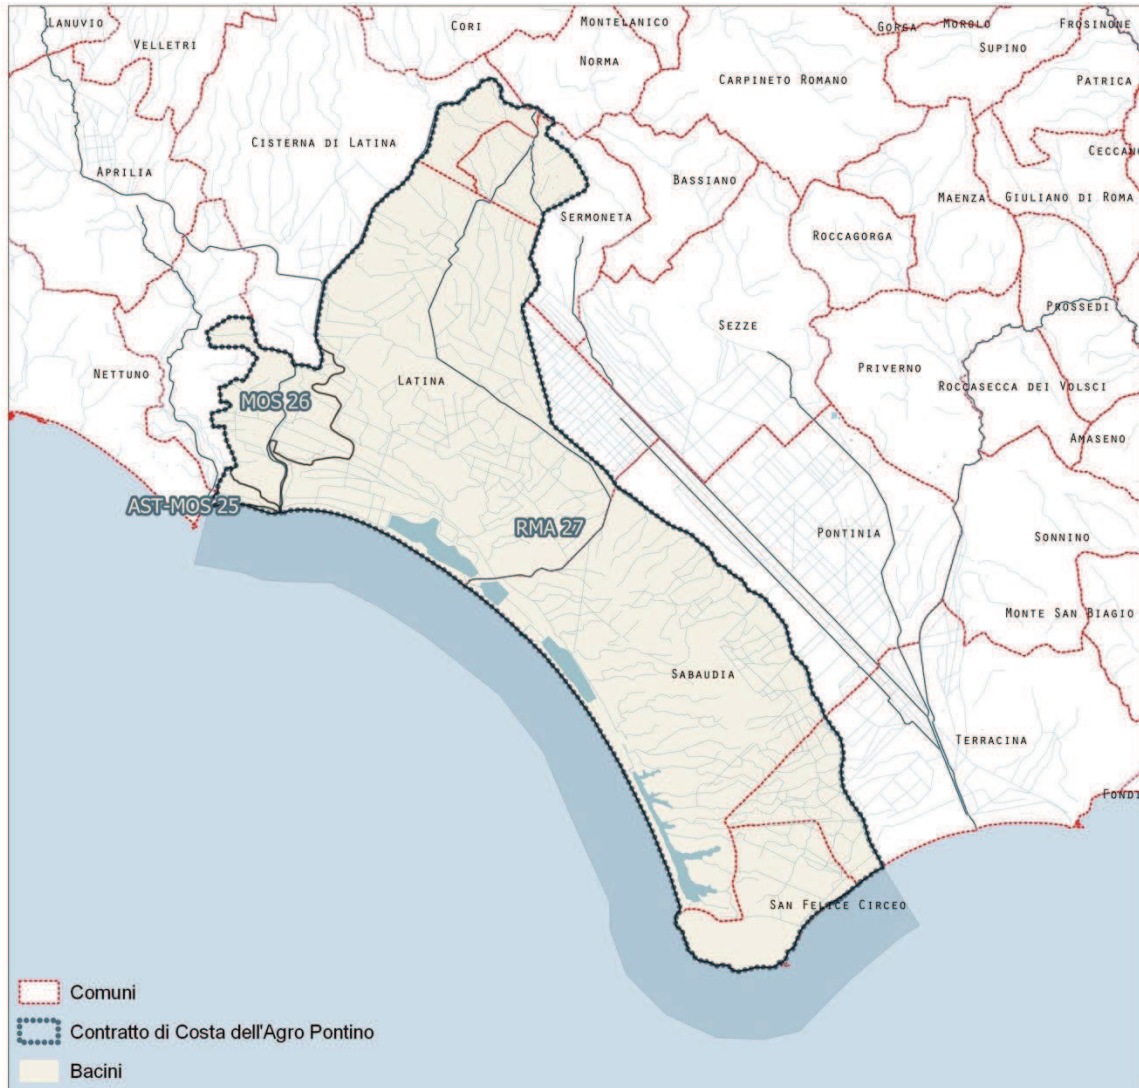 LANUVIO
VELLETRI
CORI
MONTELANICO
NORMA
GORGA
MOROLO
FROSINONE
SUPINO
CARPINETO ROMANO
PATRICA
CISTERNA DI LATINA
CECCANO
APRILIA
BASSIANO
MAENZA
GIULIANO DI ROMA
SERMONETA
ROCCAGORGA
PROSSEDI
SEZZE
NETTUNO
LATINA
PRIVERNO
ROCCASECCA DEI VOLSCI
MOS 26
AMASENO
AST-MOS 25
RMA 27
PONTINIA
SONNINO
MONTE SAN BIAGIO
SABAUDIA
TERRACINA
FONDI
SAN FELICE CIRCEO
Comuni
Contratto di Costa dell'Agro Pontino
Bacini